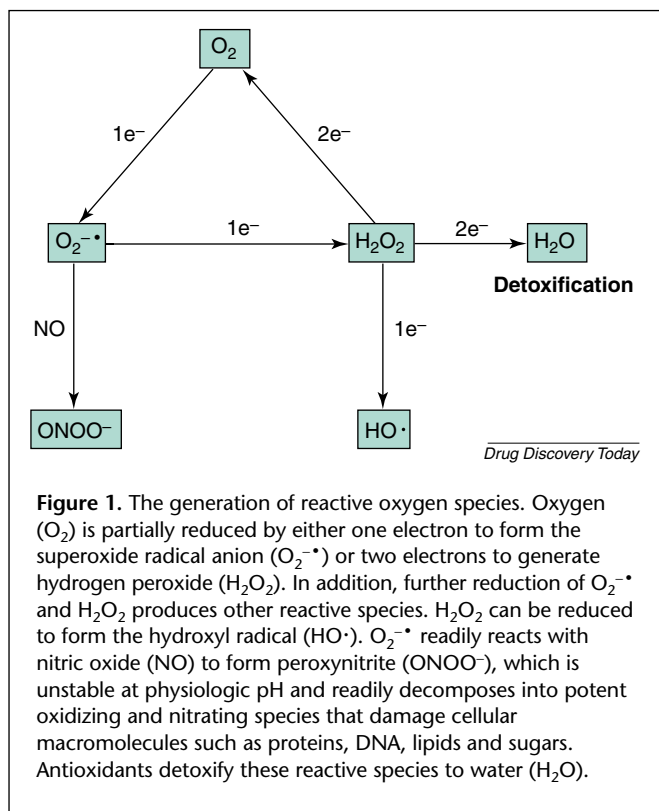 O₂
1e⁻ 2e⁻
O₂⁻• 1e⁻ H₂O₂ 2e⁻ H₂O
Detoxification
NO 1e⁻
ONOO⁻ HO•
Drug Discovery Today
Figure 1. The generation of reactive oxygen species. Oxygen
(O₂) is partially reduced by either one electron to form the
superoxide radical anion (O₂⁻•) or two electrons to generate
hydrogen peroxide (H₂O₂). In addition, further reduction of O₂⁻•
and H₂O₂ produces other reactive species. H₂O₂ can be reduced
to form the hydroxyl radical (HO·). O₂⁻• readily reacts with
nitric oxide (NO) to form peroxynitrite (ONOO⁻), which is
unstable at physiologic pH and readily decomposes into potent
oxidizing and nitrating species that damage cellular
macromolecules such as proteins, DNA, lipids and sugars.
Antioxidants detoxify these reactive species to water (H₂O).